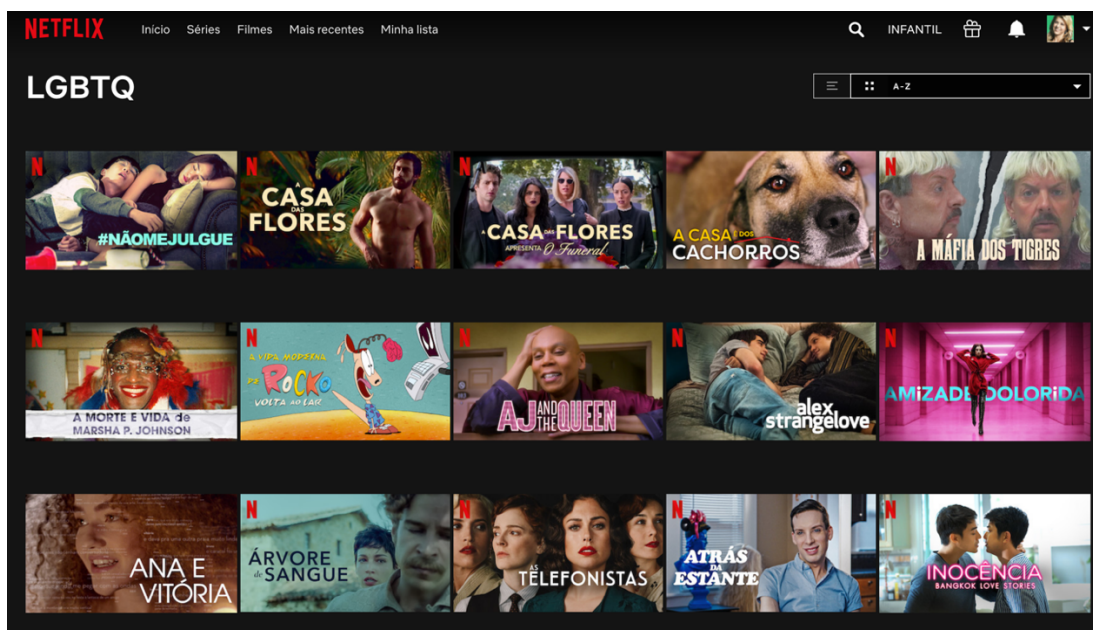 NETFLIX Início Séries Filmes Mais recentes Minha lista INFANTIL
LGBTQ
A-Z
N
#NÃOMEJULGUE
N
A
CASA
DAS
FLORES
N
A CASA DAS FLORES
APRESENTA O Funeral
A CASA É DOS
CACHORROS
N
A MÁFIA DOS TIGRES
N
A MORTE E VIDA de
MARSHA P. JOHNSON
N
A VIDA MODERNA
DE ROCKO
VOLTA AO LAR
N
AJ AND THE QUEEN
N
alex
strangelove
N
AMiZADE DOLORiDA
ANA E
VITÓRIA
N
ÁRVORE
de SANGUE
N
AS
TELEFONISTAS
N
ATRÁS
DA
ESTANTE
N
INOCÊNCIA
BANGKOK LOVE STORIES